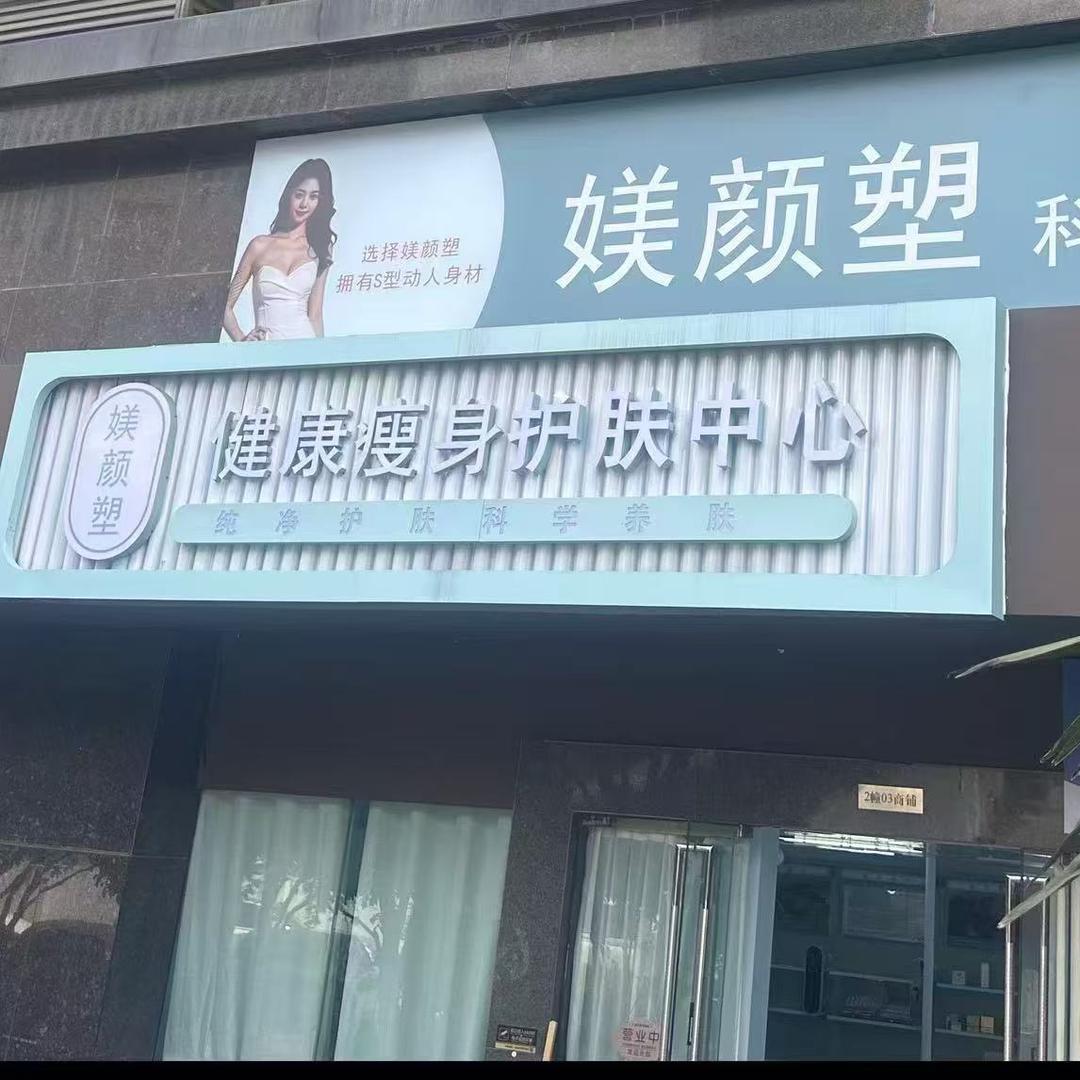 选择媄颜塑
拥有S型动人身材
媄颜塑 科
媄颜塑
健康瘦身护肤中心
纯净护肤科学养肤
2幢03商铺
营业中